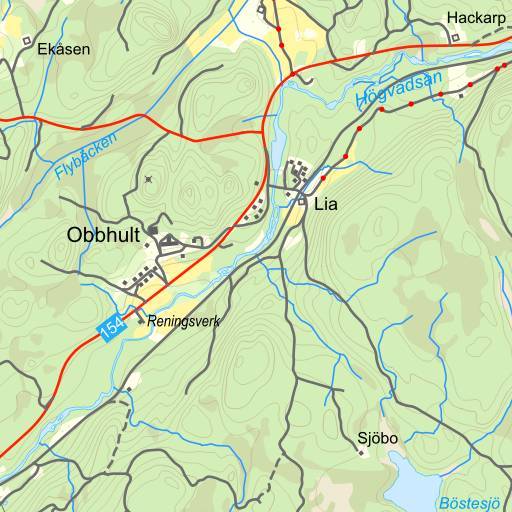 Hackarp
Ekåsen
Högvadsån
Flybäcken
Lia
Obbhult
154
Reningsverk
Sjöbo
Böstesjö